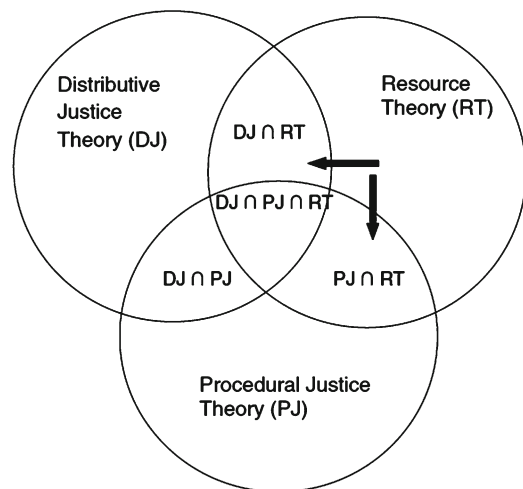 Distributive
Justice
Theory (DJ)
Resource
Theory (RT)
DJ ∩ RT
DJ ∩ PJ ∩ RT
DJ ∩ PJ
PJ ∩ RT
Procedural Justice
Theory (PJ)